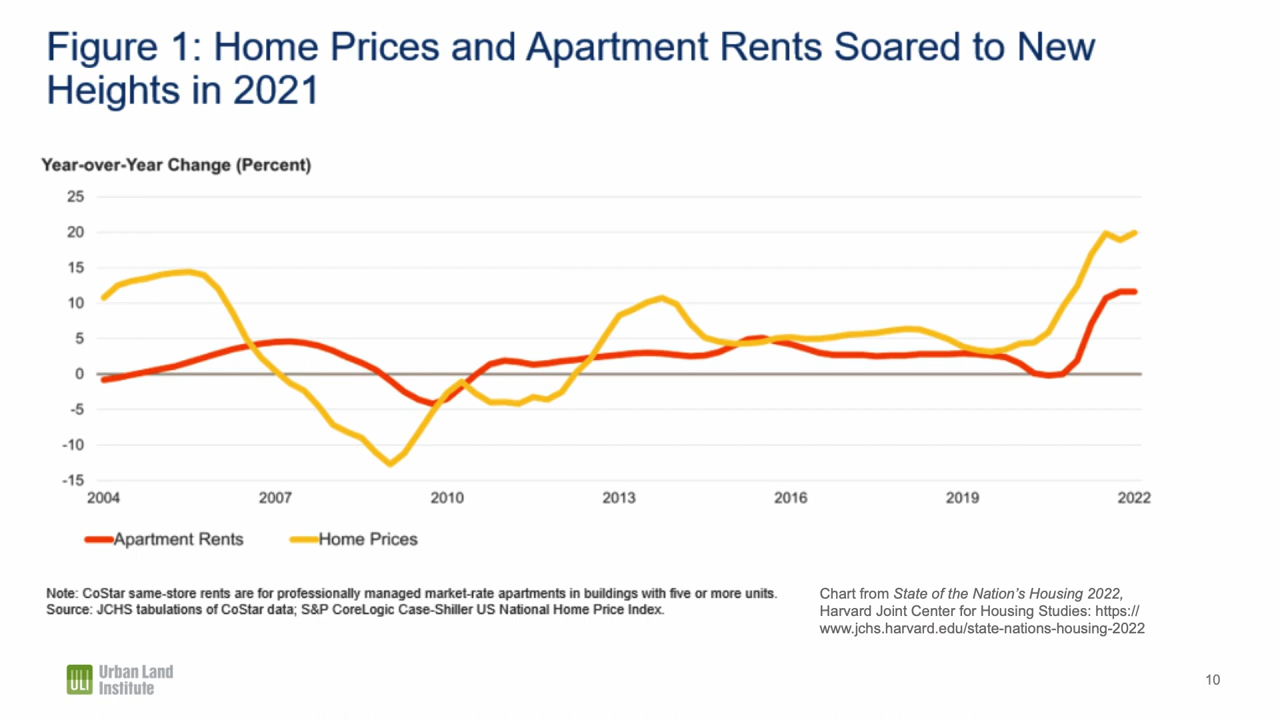 Figure 1: Home Prices and Apartment Rents Soared to New
Heights in 2021
Year-over-Year Change (Percent)
25
20
15
10
5
0
-5
-10
-15
2004 2007 2010 2013 2016 2019 2022
Apartment Rents Home Prices
Note: CoStar same-store rents are for professionally managed market-rate apartments in buildings with five or more units.
Source: JCHS tabulations of CoStar data; S&P CoreLogic Case-Shiller US National Home Price Index.
Chart from State of the Nation’s Housing 2022,
Harvard Joint Center for Housing Studies: https://
www.jchs.harvard.edu/state-nations-housing-2022
ULI Urban Land
Institute
10